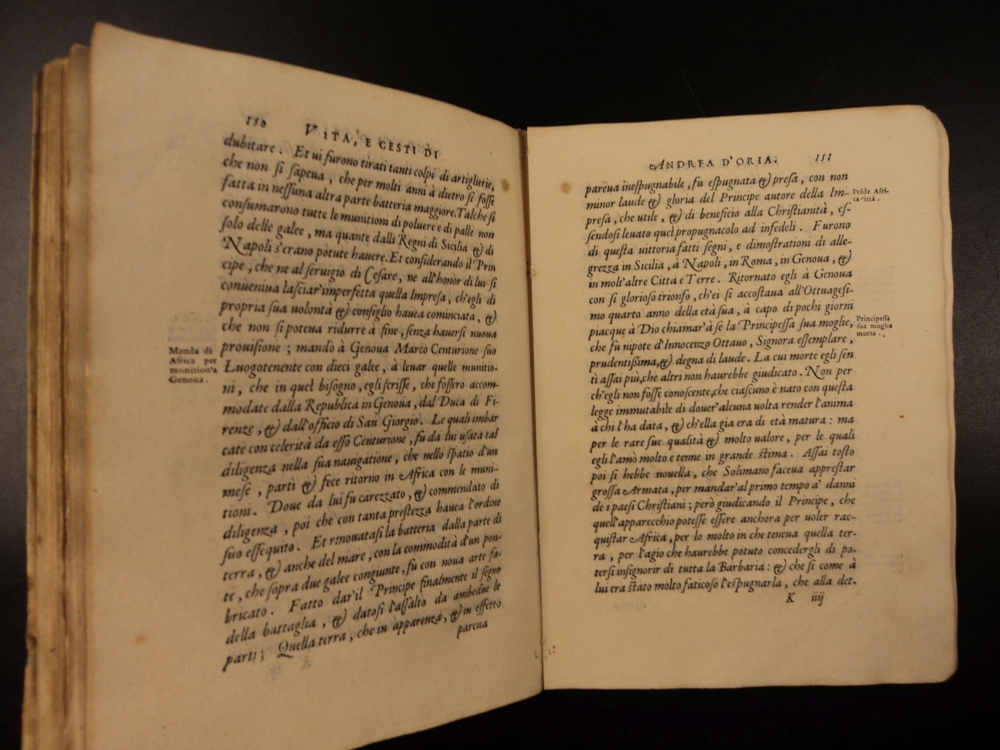 150 VITA, E GESTI DI
dubitare. Et ui furono tirati tanti colpi di artiglierie,
che non si sapeua, che per molti anni à dietro si fosse
fatta in nessuna altra parte batteria maggiore. Talche si
consumarono tutte le munitioni di poluere e di palle non
solo delle galee, ma quante dalli Regni di Sicilia & di
Napoli s'erano potute hauere. Et considerando il Prin
cipe, che ne al seruigio di Cesare, ne all'honor di lui si
conueniua lasciar'imperfetta quella Impresa, ch'egli di
propria sua uolontà & consiglio hauea cominciata, &
che non si poteua ridurre à fine, senza hauersi nuoua
prouisione; mandò à Genoua Marco Centurione suo
Luogotenente con dieci galee, à leuar quelle munitio-
ni, che in quel bisogno, egli scrisse, che fossero accom-
modate dalla Republica in Genoua, dal Duca di Fi-
renze, & dall'officio di San Giorgio. Le quali imbar
cate con celerità da esso Centurione, fù da lui usata tal
diligenza nella sua nauigatione, che nello spatio d'un
mese, parti & fece ritorno in Africa con le muni-
tioni. Doue da lui fu carezzato, & commendato di
diligenza, poi che con tanta prestezza hauea l'ordine
suo essequito. Et rinouatasi la batteria dalla parte di
terra, & anche del mare, con la commodità d'un pon-
te, che sopra due galee congiunte, fù con noua arte fa-
bricato. Fatto dar'il Principe finalmente il segno
della battaglia, & datosi l'assalto da ambedue le
parti; Quella terra, che in apparenza, & in effetto
pareua
Manda di
Africa per
munition'a
Genoua.
ANDREA D'ORIA. 151
pareua inespugnabile, fù espugnata & presa, con non
minor laude & gloria del Principe autore della Im-
presa, che utile, & di beneficio alla Christianità, es-
sendosi leuato quel propugnacolo ad infedeli. Furono
di questa uittoria fatti segni, e dimostrationi di alle-
grezza in Sicilia, à Napoli, in Roma, in Genoua, &
in molt'altre Città e Terre. Ritornato egli à Genoua
con si glorioso trionfo, ch'ei si accostaua all'Ottuagesi-
mo quarto anno della età sua, à capo di pochi giorni
piacque à Dio chiamar'à sè la Principessa sua moglie,
che fù nipote d'Innocenzo Ottauo, Signora essemplare,
prudentissima, & degna di laude. La cui morte egli sen
ti assai più, che altri non haurebbe giudicato. Non per
ch'egli non fosse conoscente, che ciascuno è nato con questa
legge immutabile di douer'alcuna uolta render l'anima
à chi l'ha data, & ch'ella gia era di età matura: ma
per le rare sue qualità & molto ualore, per le quali
egli l'amò molto e tenne in grande stima. Assai tosto
poi si hebbe nouella, che Solimano faceua apprestar
grossa Armata, per mandar'al primo tempo a' danni
de i paesi Christiani; però giudicando il Principe, che
quell'apparecchio potesse essere anchora per uoler rac-
quistar Africa, per lo molto in che teneua quella ter-
ra, per l'agio che haurebbe potuto concedergli di po-
tersi insignorir di tutta la Barbaria: & che si come à
lui era stato molto faticoso l'espugnarla, che alla det-
K iiij
Prēde Afri-
ca città.
Principessa
sua moglie
morta.